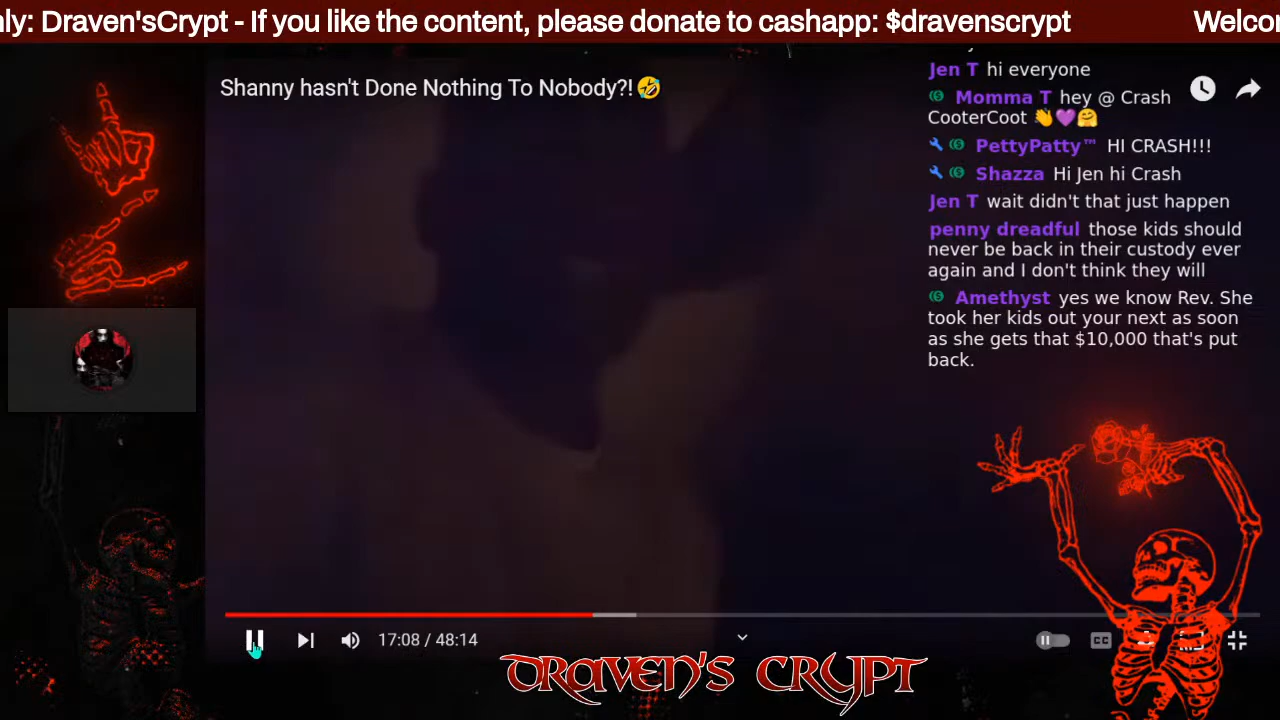 nly: Draven'sCrypt - If you like the content, please donate to cashapp: $dravenscrypt Welcor
Shanny hasn't Done Nothing To Nobody?!🤣
Jen T hi everyone
Momma T hey @ Crash
CooterCoot 👋💜🤗
PettyPatty™ HI CRASH!!!
Shazza Hi Jen hi Crash
Jen T wait didn't that just happen
penny dreadful those kids should
never be back in their custody ever
again and I don't think they will
Amethyst yes we know Rev. She
took her kids out your next as soon
as she gets that $10,000 that's put
back.
17:08 / 48:14
CC
DRAVEN'S CRYPT